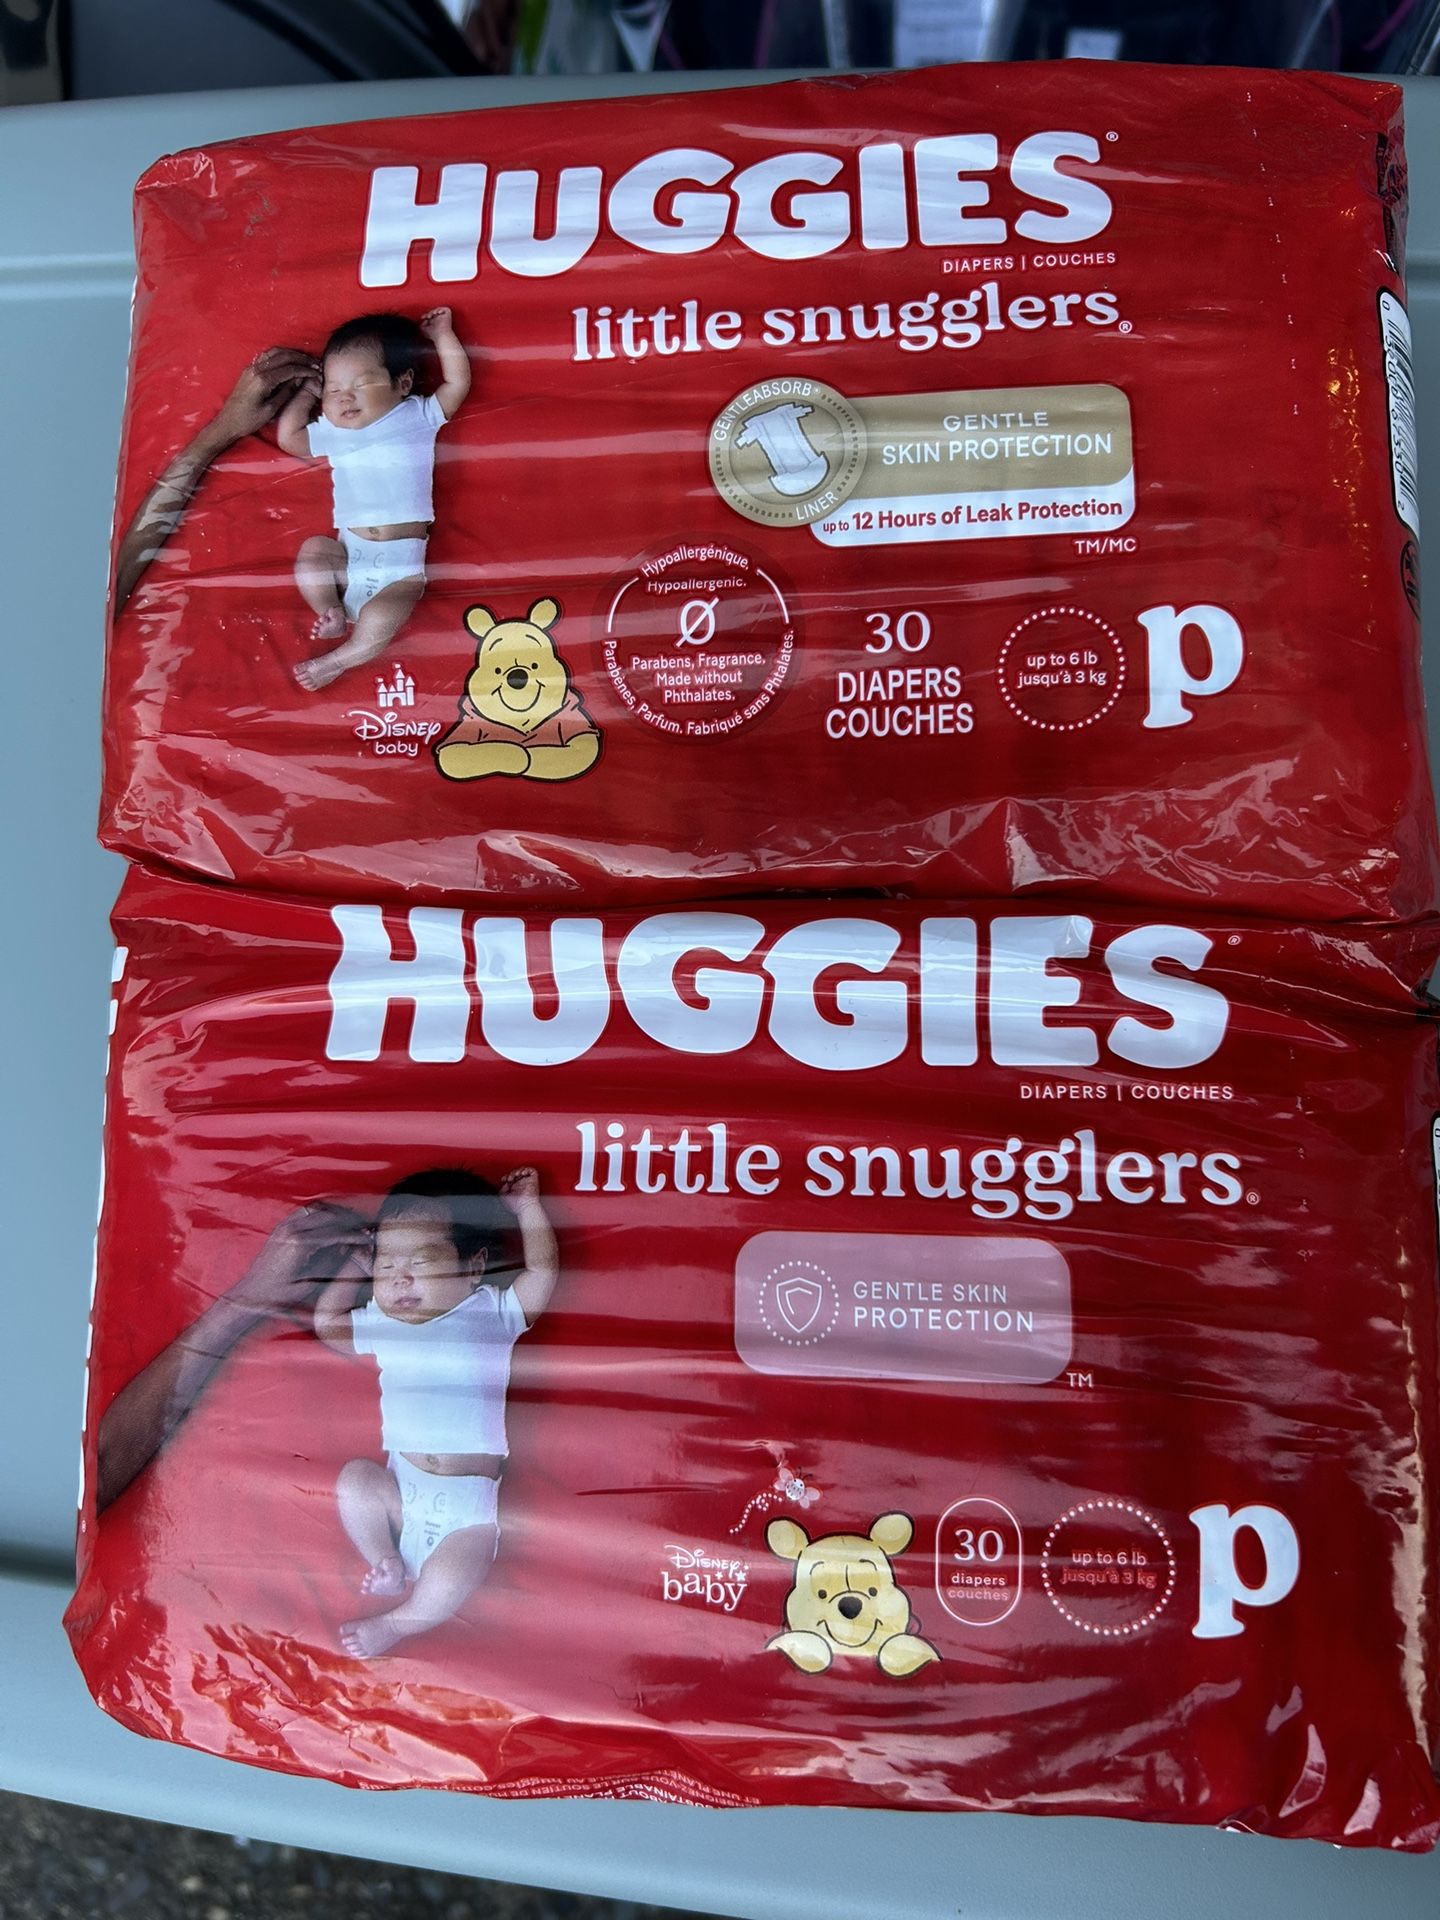 HUGGIES®
DIAPERS | COUCHES
little snugglers®
GENTLEABSORB®
LINER
GENTLE
SKIN PROTECTION
up to 12 Hours of Leak Protection
TM/MC
Hypoallergénique.
Hypoallergenic.
Parabens, Fragrance.
Made without
Phthalates.
Parabènes, Parfum. Fabriqué sans Phtalates.
Disney
baby
30
DIAPERS
COUCHES
up to 6 lb
jusqu'à 3 kg
p
HUGGIES®
DIAPERS | COUCHES
little snugglers®
GENTLE SKIN
PROTECTION
TM
Disney
baby
30
diapers
couches
up to 6 lb
jusqu'à 3 kg
p